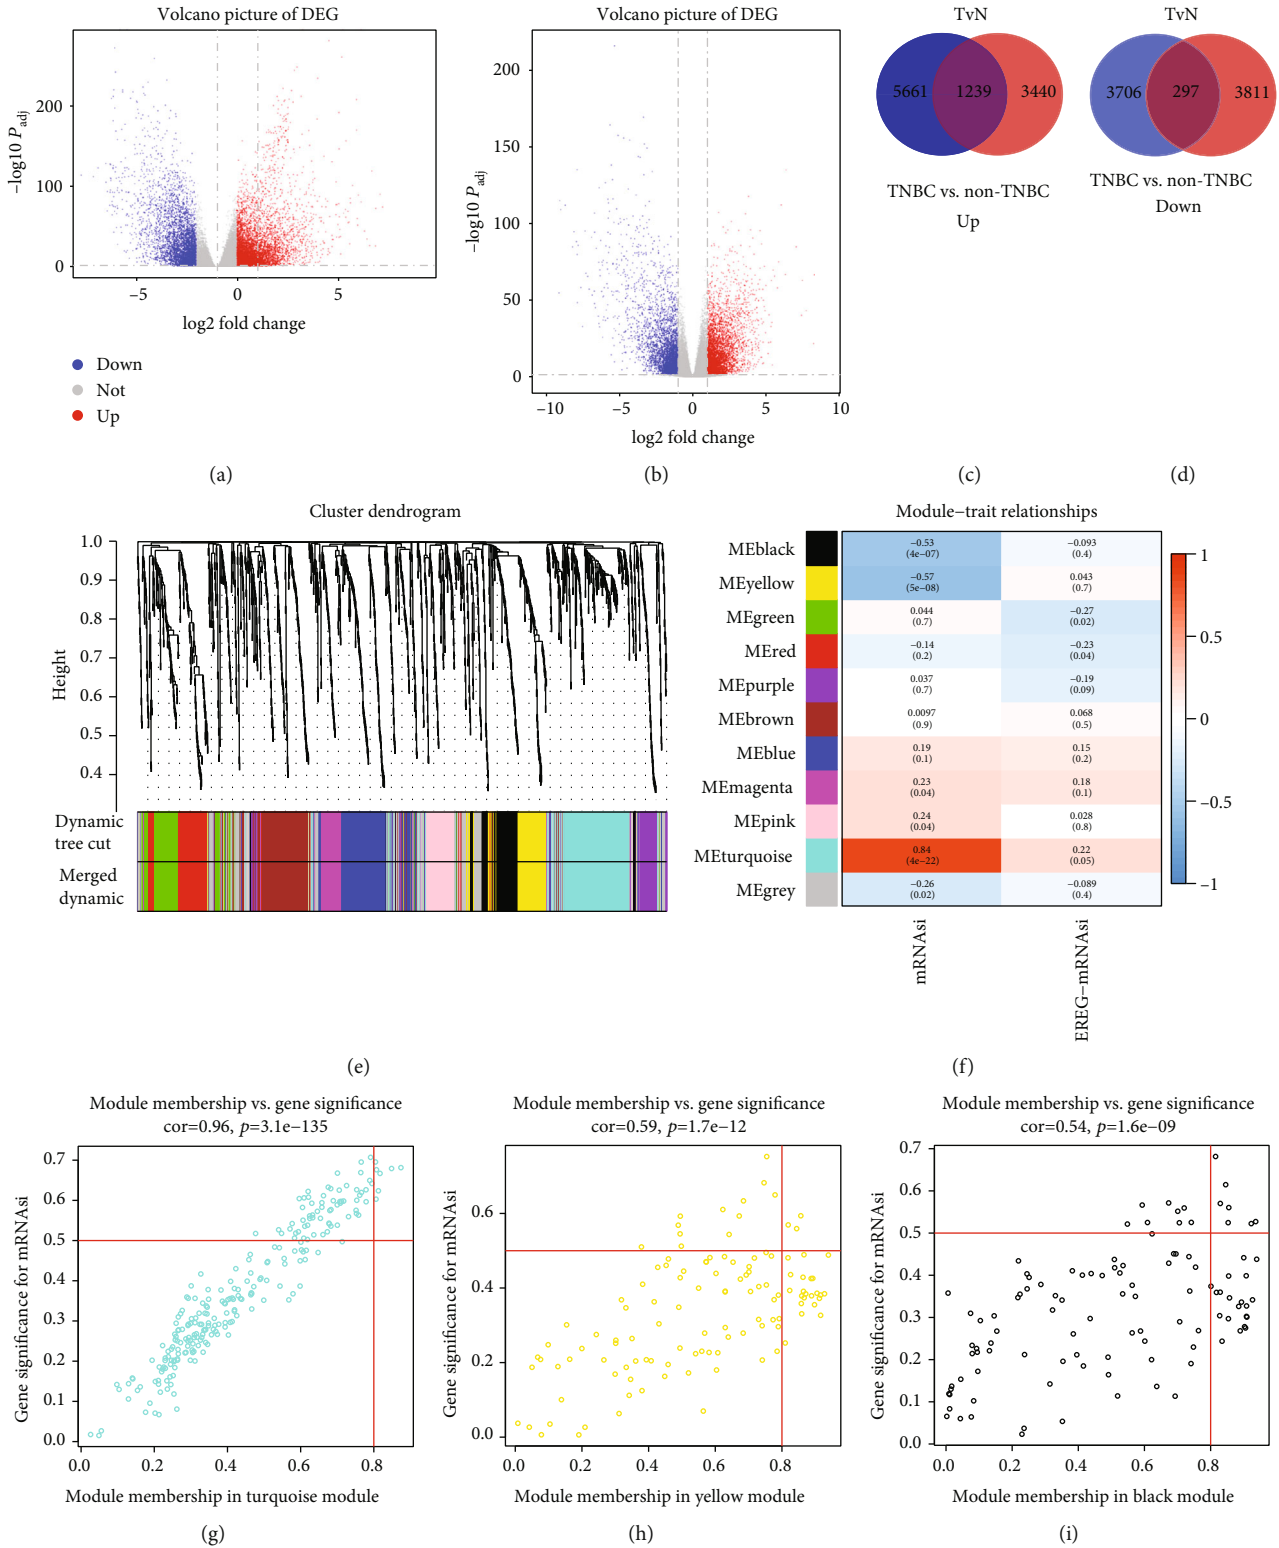 Volcano picture of DEG
−log10 Padj
200
100
0
−5
0
5
log2 fold change
Down
Not
Up
(a)
Volcano picture of DEG
−log10 Padj
200
150
100
50
0
−10
−5
0
5
10
log2 fold change
(b)
TvN
5661
1239
3440
TNBC vs. non-TNBC
Up
(c)
TvN
3706
297
3811
TNBC vs. non-TNBC
Down
(d)
Cluster dendrogram
Height
1.0
0.9
0.8
0.7
0.6
0.5
0.4
Dynamic
tree cut
Merged
dynamic
(e)
Module−trait relationships
MEblack
−0.53
(4e−07)
−0.093
(0.4)
MEyellow
−0.57
(5e−08)
0.043
(0.7)
MEgreen
0.044
(0.7)
−0.27
(0.02)
MEred
−0.14
(0.2)
−0.23
(0.04)
MEpurple
0.037
(0.7)
−0.19
(0.09)
MEbrown
0.0097
(0.9)
0.068
(0.5)
MEblue
0.19
(0.1)
0.15
(0.2)
MEmagenta
0.23
(0.04)
0.18
(0.1)
MEpink
0.24
(0.04)
0.028
(0.8)
MEturquoise
0.84
(4e−22)
0.22
(0.05)
MEgrey
−0.26
(0.02)
−0.089
(0.4)
mRNAsi
EREG−mRNAsi
1
0.5
0
−0.5
−1
(f)
Module membership vs. gene significance
cor=0.96, p=3.1e−135
Gene significance for mRNAsi
0.7
0.6
0.5
0.4
0.3
0.2
0.1
0.0
0.0
0.2
0.4
0.6
0.8
Module membership in turquoise module
(g)
Module membership vs. gene significance
cor=0.59, p=1.7e−12
Gene significance for mRNAsi
0.6
0.4
0.2
0.0
0.0
0.2
0.4
0.6
0.8
Module membership in yellow module
(h)
Module membership vs. gene significance
cor=0.54, p=1.6e−09
Gene significance for mRNAsi
0.7
0.6
0.5
0.4
0.3
0.2
0.1
0.0
0.0
0.2
0.4
0.6
0.8
Module membership in black module
(i)